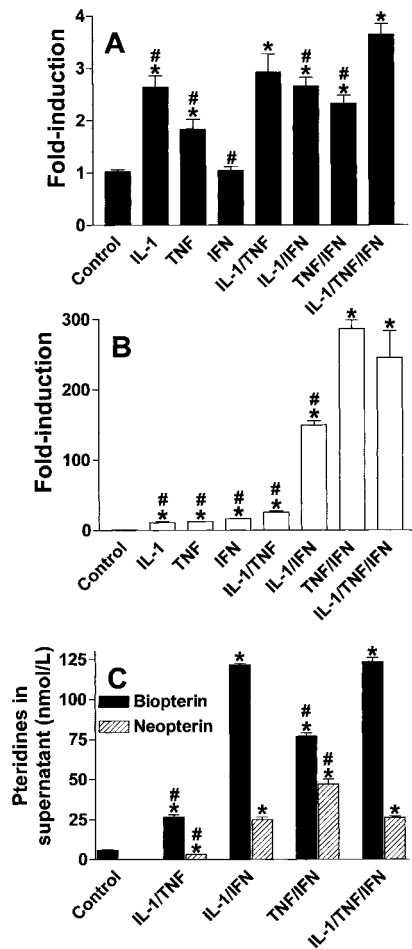 A
Fold-induction
4
3
2
1
0
#
*
#
*
#
*
#
*
#
*
*
Control
IL-1
TNF
IFN
IL-1/TNF
IL-1/IFN
TNF/IFN
IL-1/TNF/IFN
B
Fold-induction
300
200
100
0
#
*
#
*
#
*
#
*
#
*
*
*
Control
IL-1
TNF
IFN
IL-1/TNF
IL-1/IFN
TNF/IFN
IL-1/TNF/IFN
C
Pteridines in
supernatant (nmol/L)
125
100
75
50
25
0
Biopterin
Neopterin
#
*
#
*
*
*
#
*
#
*
*
*
Control
IL-1/TNF
IL-1/IFN
TNF/IFN
IL-1/TNF/IFN